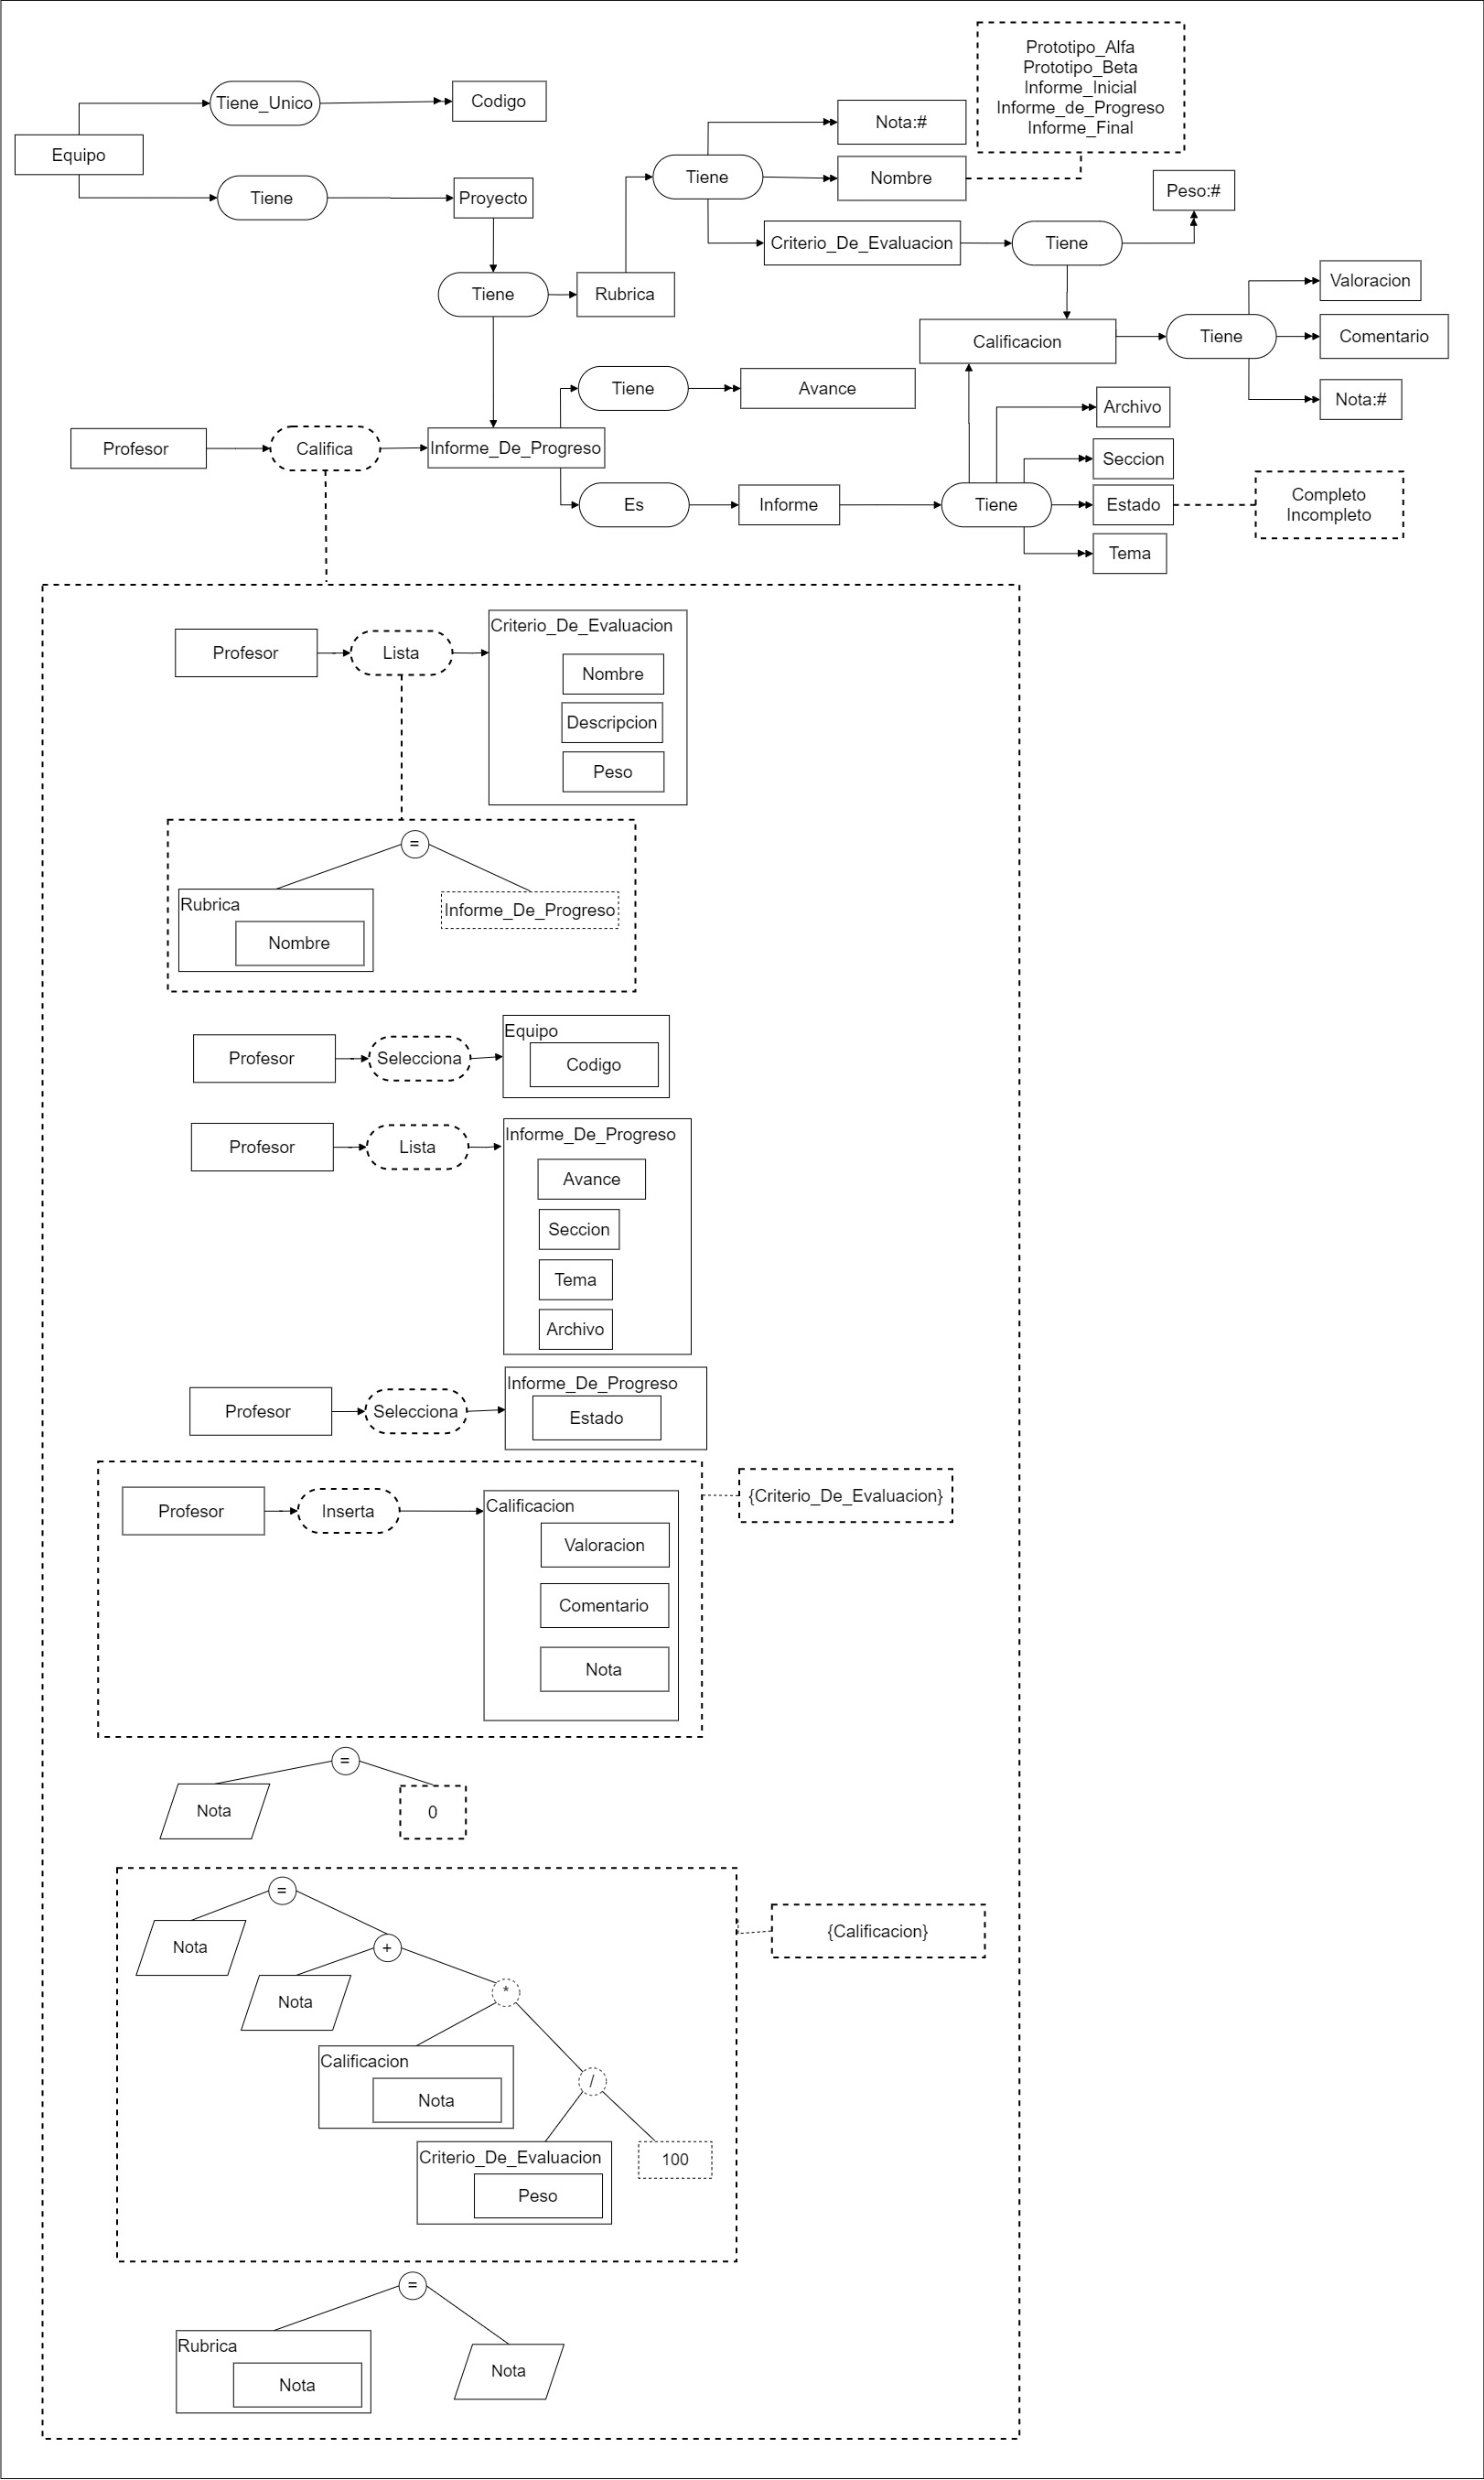 Prototipo_Alfa
Prototipo_Beta
Informe_Inicial
Informe_de_Progreso
Informe_Final
Tiene_Unico
Codigo
Equipo
Nota:#
Tiene
Nombre
Tiene
Proyecto
Peso:#
Criterio_De_Evaluacion
Tiene
Tiene
Rubrica
Valoracion
Calificacion
Tiene
Comentario
Tiene
Avance
Nota:#
Archivo
Profesor
Califica
Informe_De_Progreso
Seccion
Es
Informe
Tiene
Estado
Completo
Incompleto
Tema
Profesor
Lista
Criterio_De_Evaluacion
Nombre
Descripcion
Peso
=
Rubrica
Nombre
Informe_De_Progreso
Profesor
Selecciona
Equipo
Codigo
Profesor
Lista
Informe_De_Progreso
Avance
Seccion
Tema
Archivo
Profesor
Selecciona
Informe_De_Progreso
Estado
Profesor
Inserta
Calificacion
Valoracion
Comentario
Nota
{Criterio_De_Evaluacion}
=
Nota
0
=
Nota
+
Nota
*
Calificacion
Nota
/
Criterio_De_Evaluacion
Peso
100
{Calificacion}
=
Rubrica
Nota
Nota